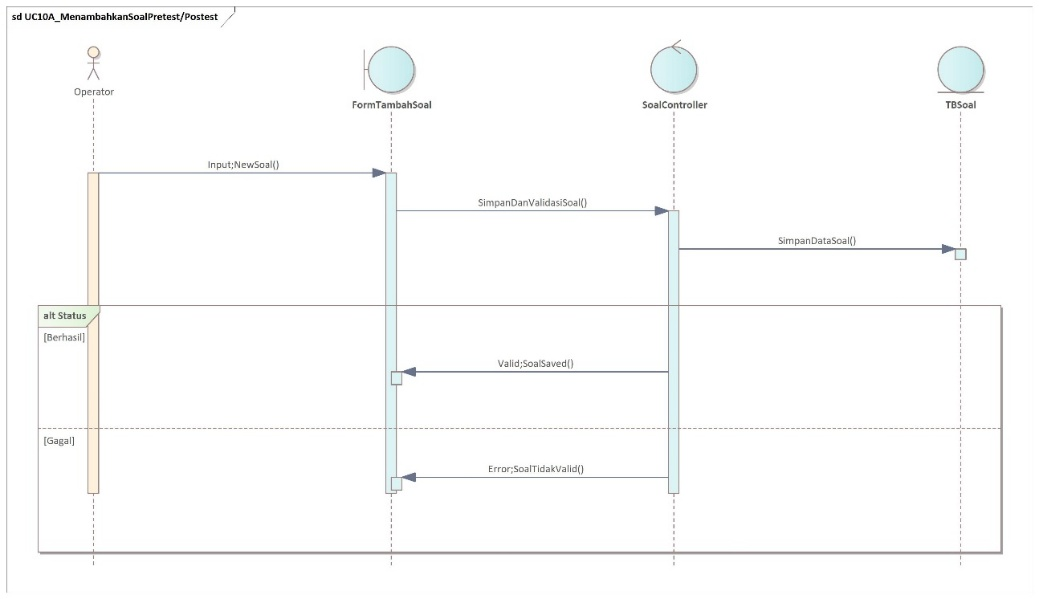 sd UC10A_MenambahkanSoalPretest/Postest
Operator
FormTambahSoal
SoalController
TBSoal
Input;NewSoal()
SimpanDanValidasiSoal()
SimpanDataSoal()
alt Status
[Berhasil]
Valid;SoalSaved()
[Gagal]
Error;SoalTidakValid()